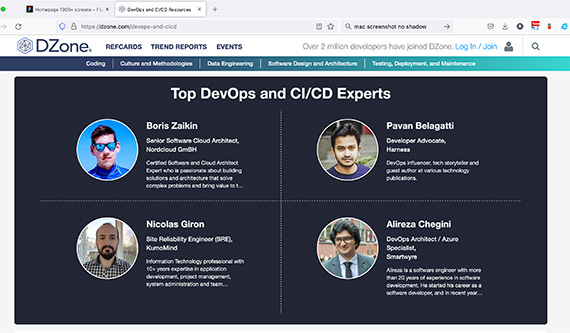 Homepage 1300+ screens – Fig
DevOps and CI/CD Resources
https://dzone.com/devops-and-cicd
mac screenshot no shadow
DZone.
REFCARDS TREND REPORTS EVENTS
Over 2 million developers have joined DZone. Log In / Join
Coding Culture and Methodologies Data Engineering Software Design and Architecture Testing, Deployment, and Maintenance
Top DevOps and CI/CD Experts
Boris Zaikin
Senior Software Cloud Architect,
Nordcloud GmBH
Certified Software and Cloud Architect
Expert who is passionate about building
solutions and architecture that solve
complex problems and bring value to t…
Pavan Belagatti
Developer Advocate,
Harness
DevOps influencer, tech storyteller and
guest author at various technology
publications.
Nicolas Giron
Site Reliability Engineer (SRE),
KumoMind
Information Technology professional with
10+ years expertise in application
development, project management,
system administration and team…
Alireza Chegini
DevOps Architect / Azure
Specialist,
Smartwyre
Alireza is a software engineer with more
than 20 years of experience in software
development. He started his career as a
software developer, and in recent year…